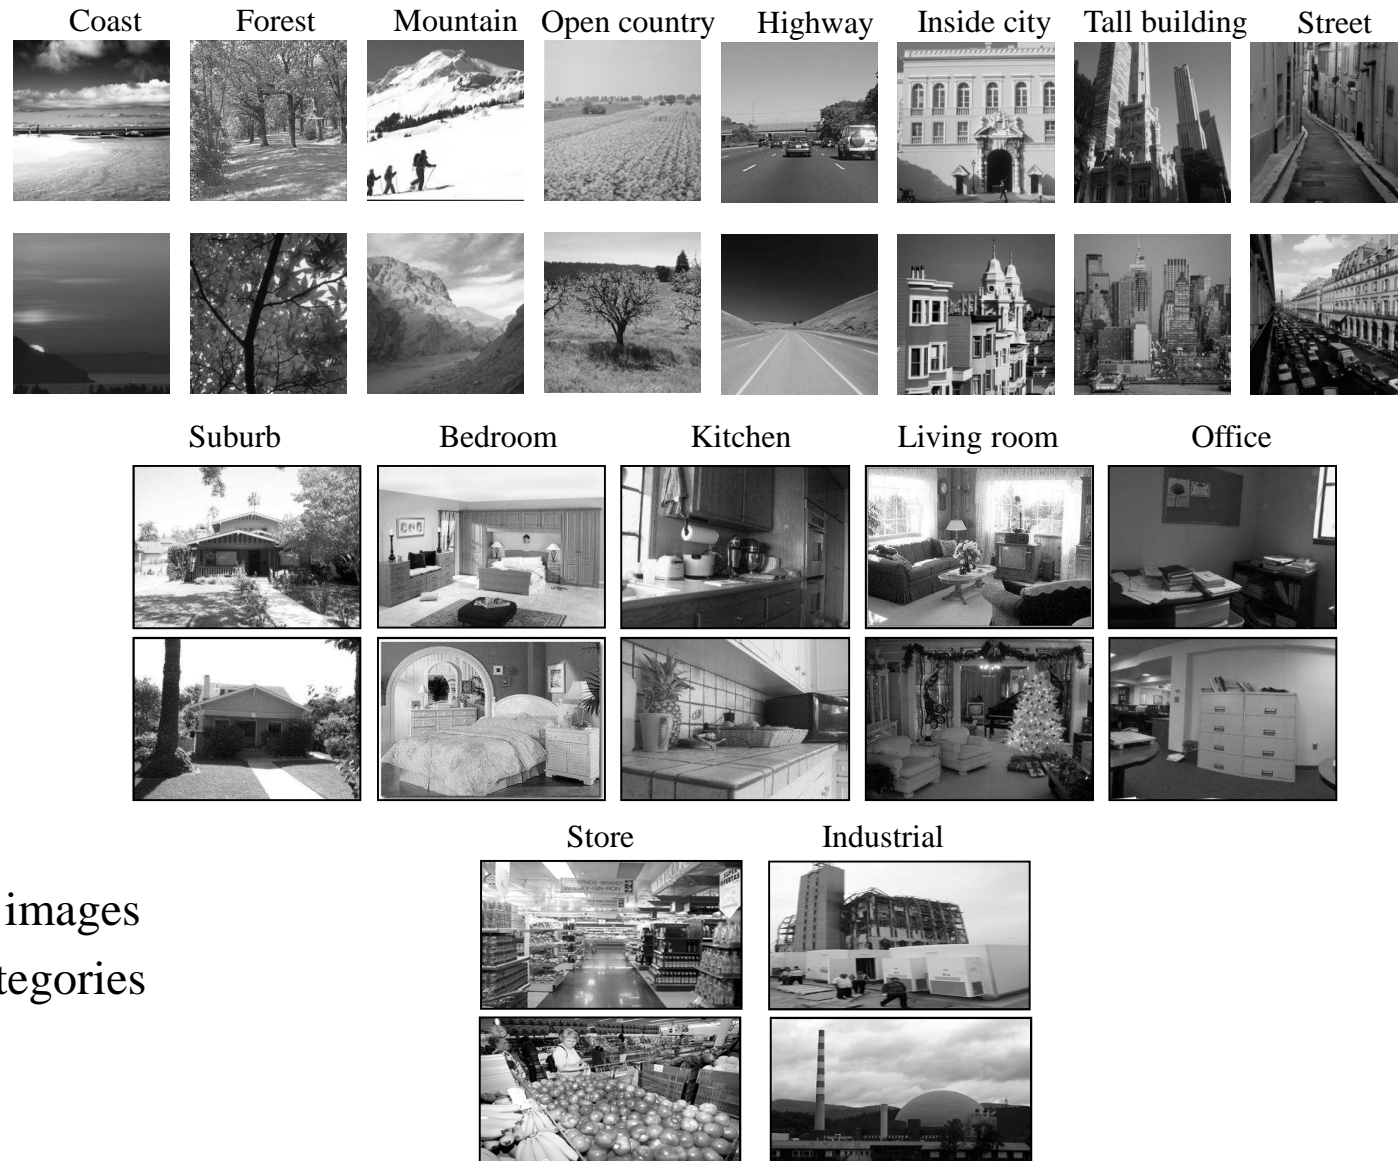 Coast Forest Mountain Open country Highway Inside city Tall building Street
Suburb Bedroom Kitchen Living room Office
Store Industrial
images
tegories